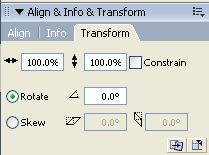 Align & Info & Transform
Align Info Transform
100.0% 100.0% Constrain
Rotate 0.0°
Skew 0.0° 0.0°